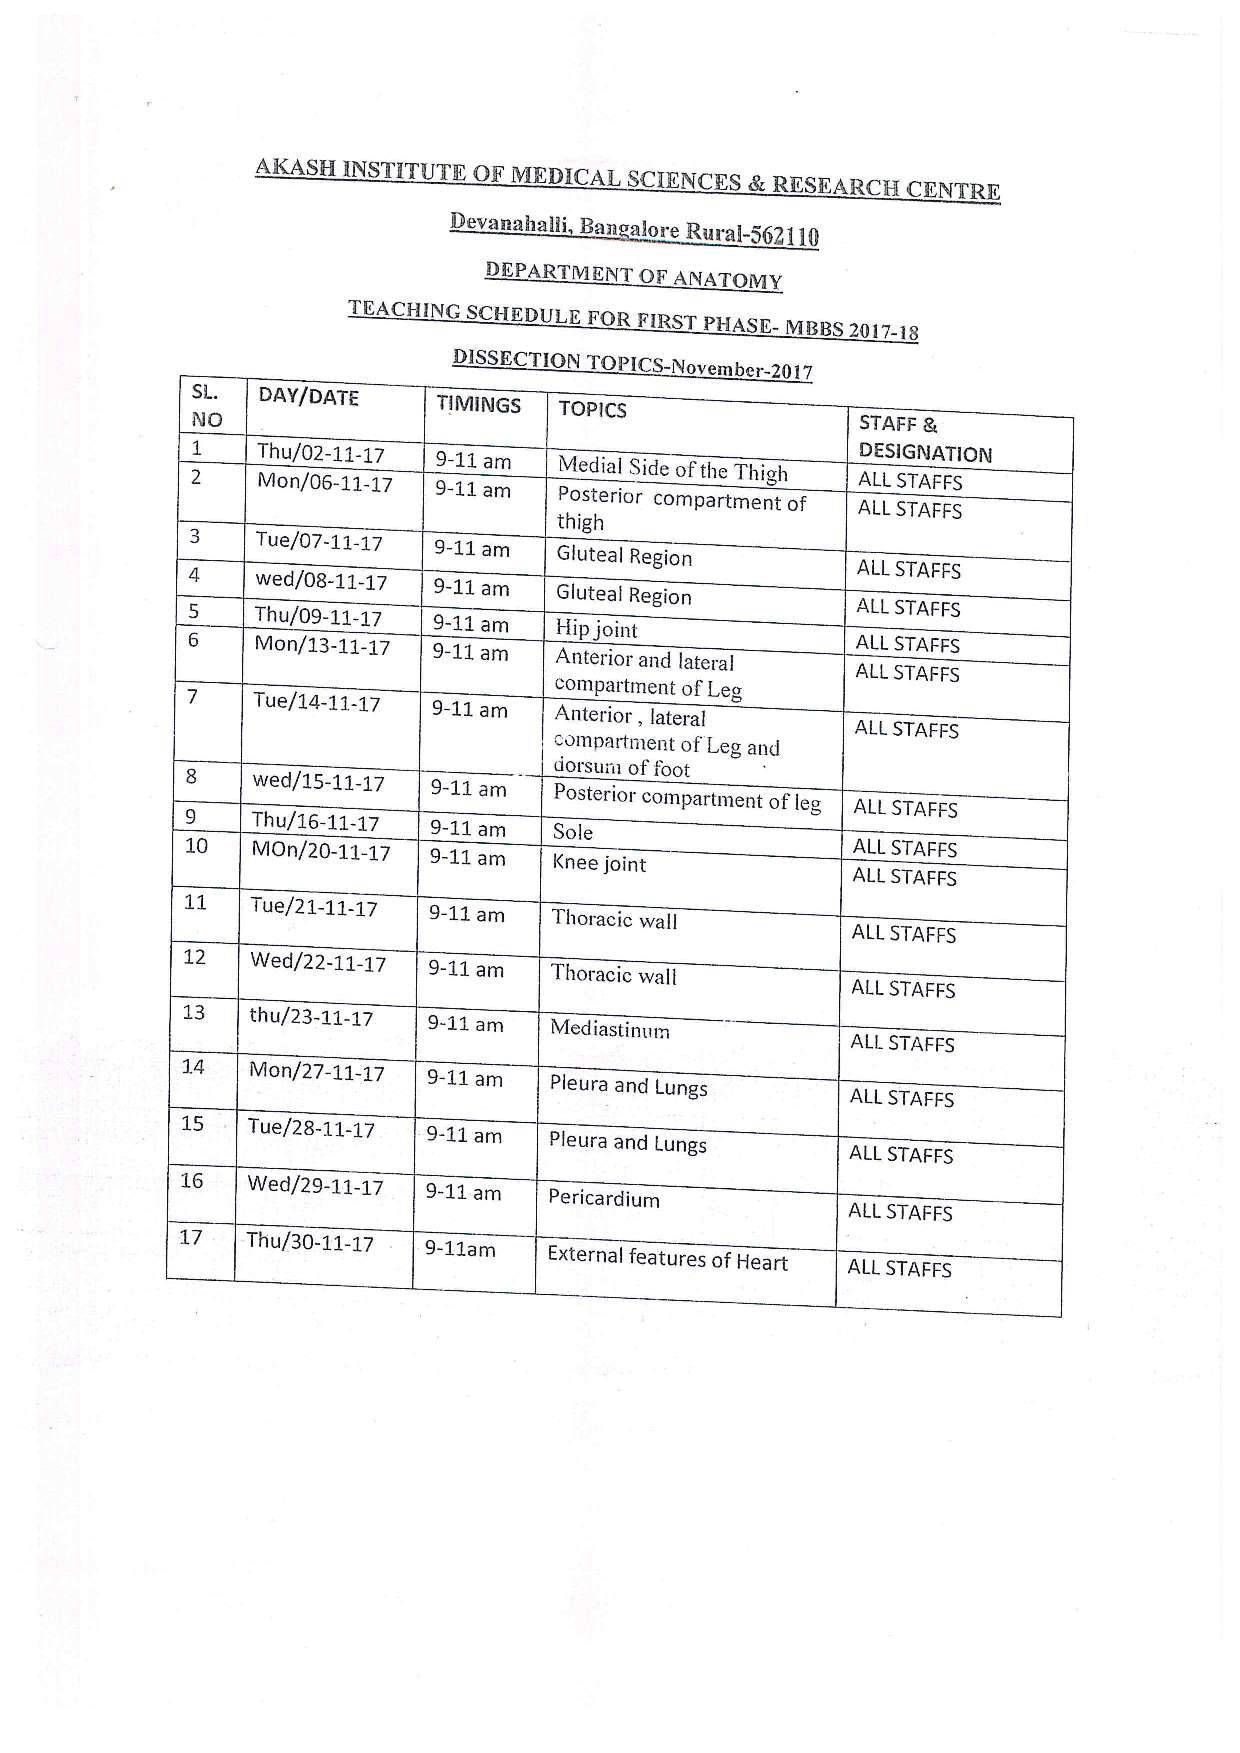 AKASH INSTITUTE OF MEDICAL SCIENCES & RESEARCH CENTRE
Devanahalli, Bangalore Rural-562110
DEPARTMENT OF ANATOMY
TEACHING SCHEDULE FOR FIRST PHASE- MBBS 2017-18
DISSECTION TOPICS-November-2017
SL. NO DAY/DATE TIMINGS TOPICS STAFF & DESIGNATION
1 Thu/02-11-17 9-11 am Medial Side of the Thigh ALL STAFFS
2 Mon/06-11-17 9-11 am Posterior compartment of thigh ALL STAFFS
3 Tue/07-11-17 9-11 am Gluteal Region ALL STAFFS
4 wed/08-11-17 9-11 am Gluteal Region ALL STAFFS
5 Thu/09-11-17 9-11 am Hip joint ALL STAFFS
6 Mon/13-11-17 9-11 am Anterior and lateral compartment of Leg ALL STAFFS
7 Tue/14-11-17 9-11 am Anterior , lateral compartment of Leg and dorsum of foot ALL STAFFS
8 wed/15-11-17 9-11 am Posterior compartment of leg ALL STAFFS
9 Thu/16-11-17 9-11 am Sole ALL STAFFS
10 MOn/20-11-17 9-11 am Knee joint ALL STAFFS
11 Tue/21-11-17 9-11 am Thoracic wall ALL STAFFS
12 Wed/22-11-17 9-11 am Thoracic wall ALL STAFFS
13 thu/23-11-17 9-11 am Mediastinum ALL STAFFS
14 Mon/27-11-17 9-11 am Pleura and Lungs ALL STAFFS
15 Tue/28-11-17 9-11 am Pleura and Lungs ALL STAFFS
16 Wed/29-11-17 9-11 am Pericardium ALL STAFFS
17 Thu/30-11-17 9-11am External features of Heart ALL STAFFS